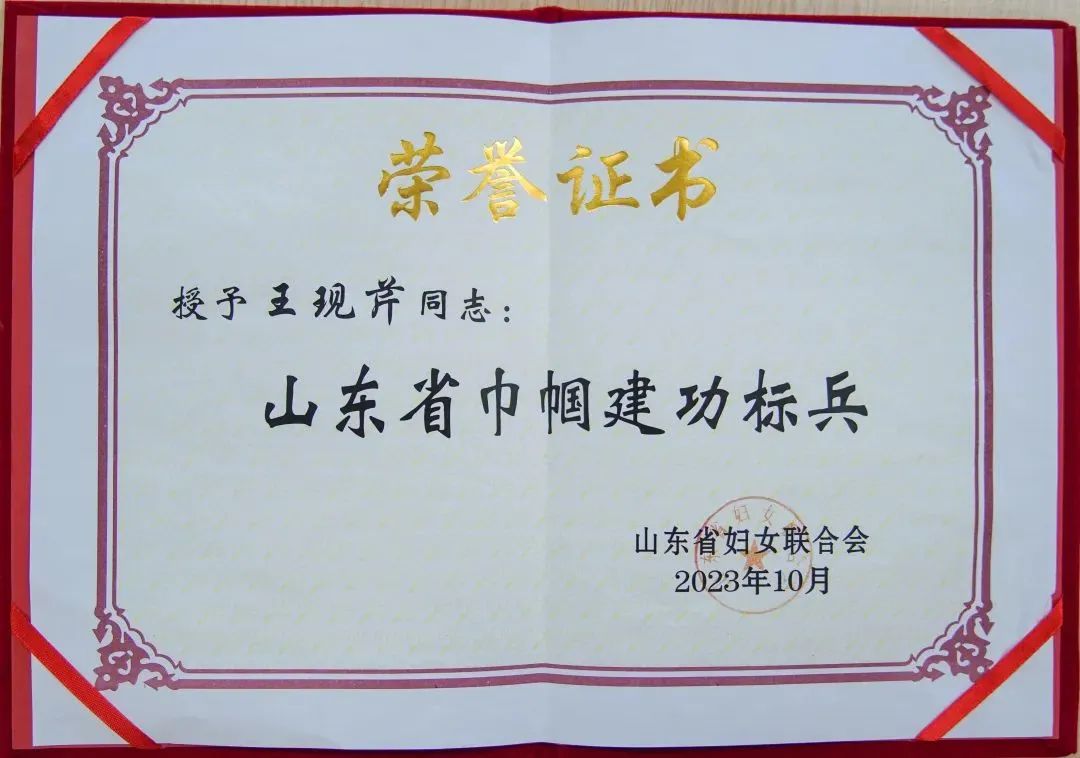 荣誉证书
授予王现芹同志：
山东省巾帼建功标兵
山东省妇女联合会
2023年10月